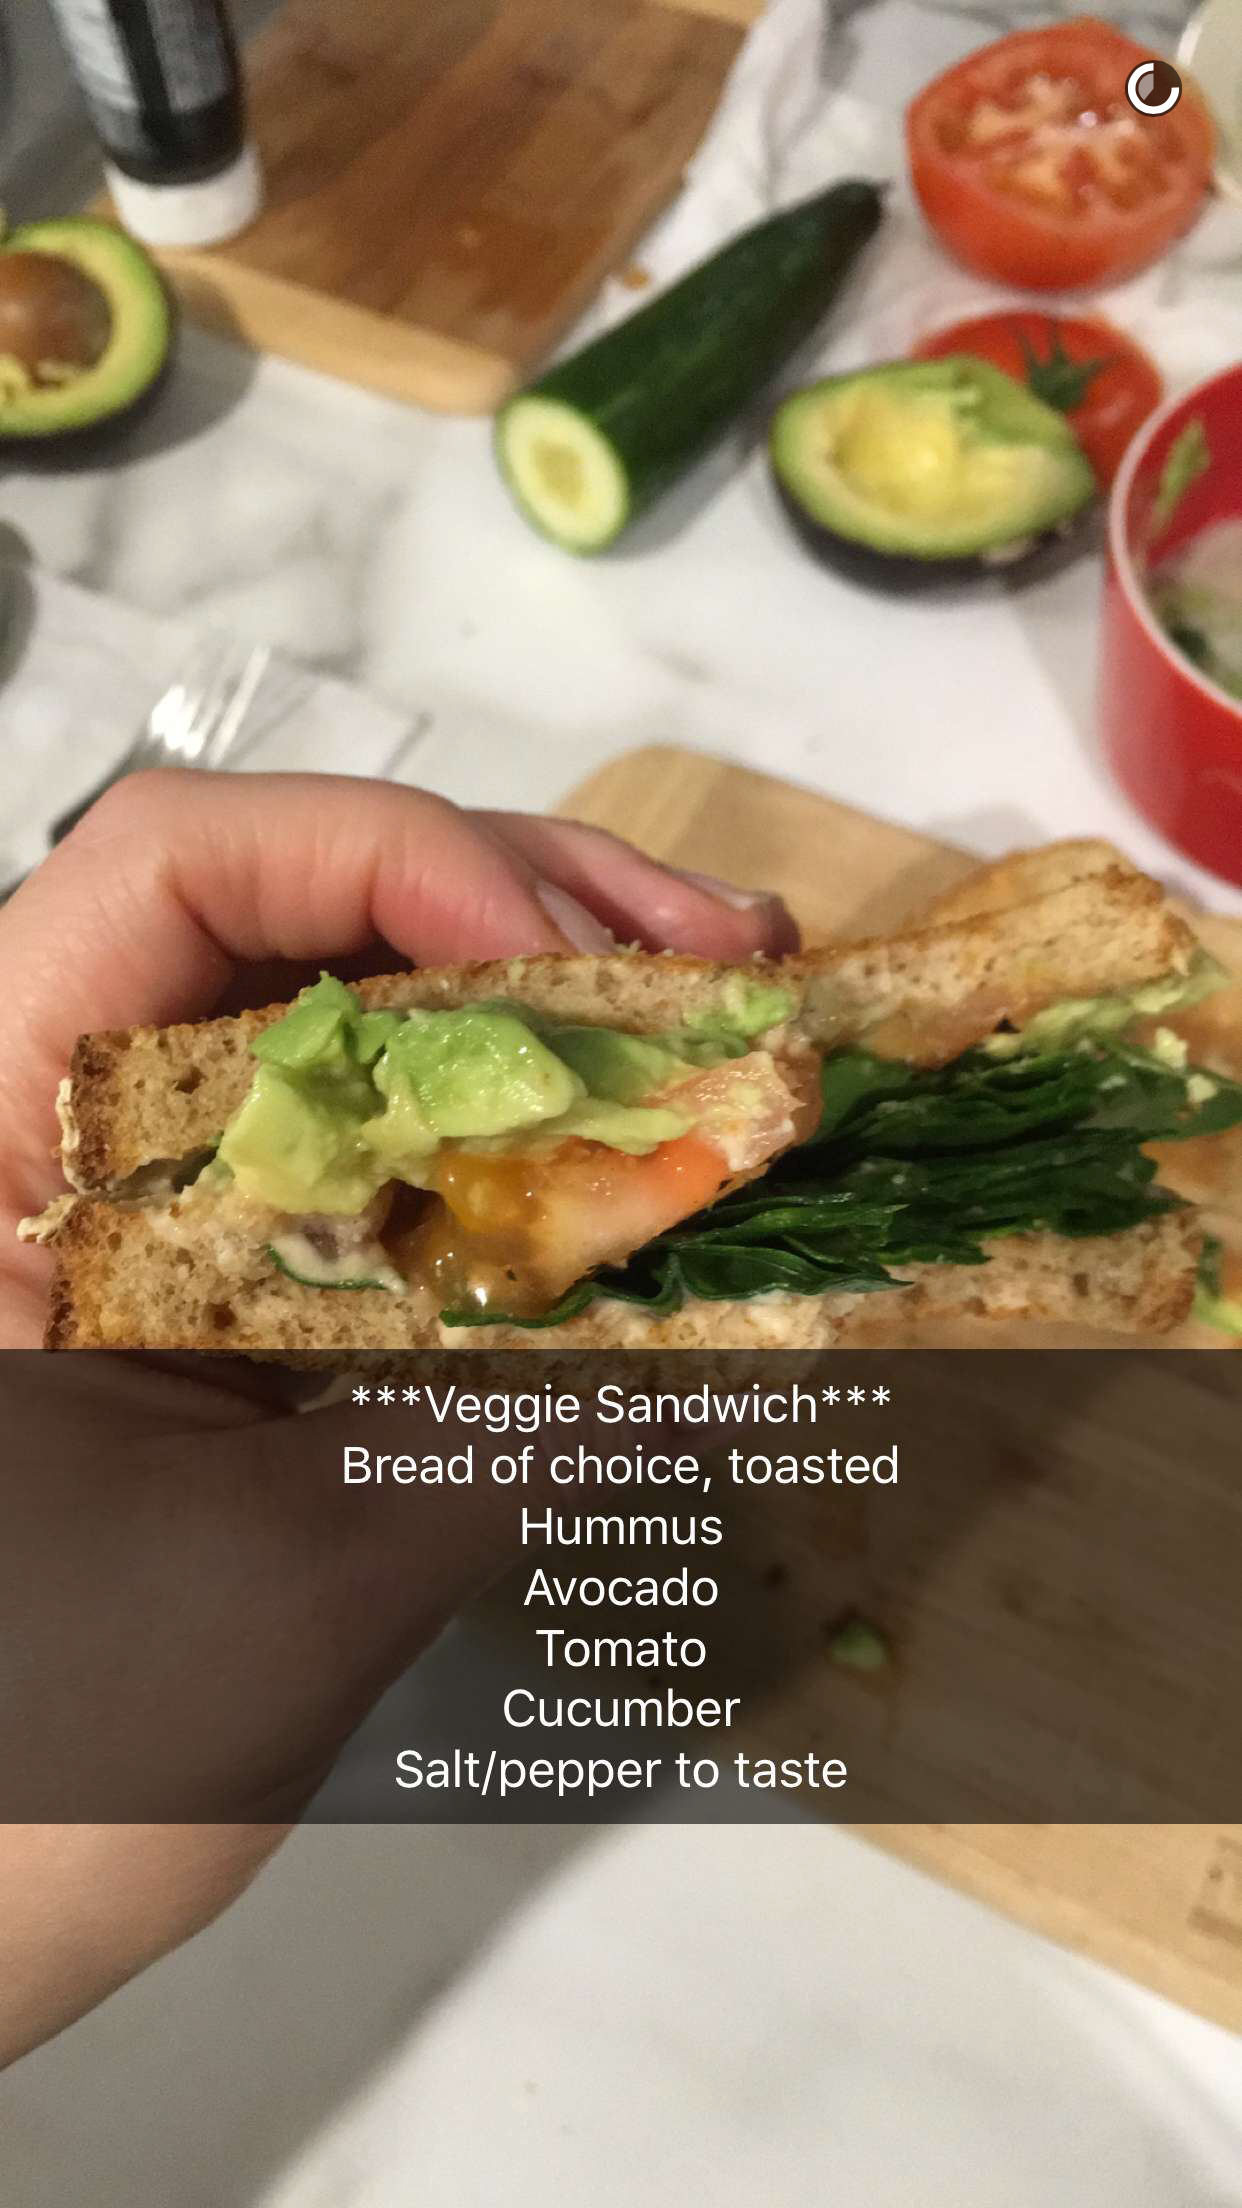 ***Veggie Sandwich***
Bread of choice, toasted
Hummus
Avocado
Tomato
Cucumber
Salt/pepper to taste